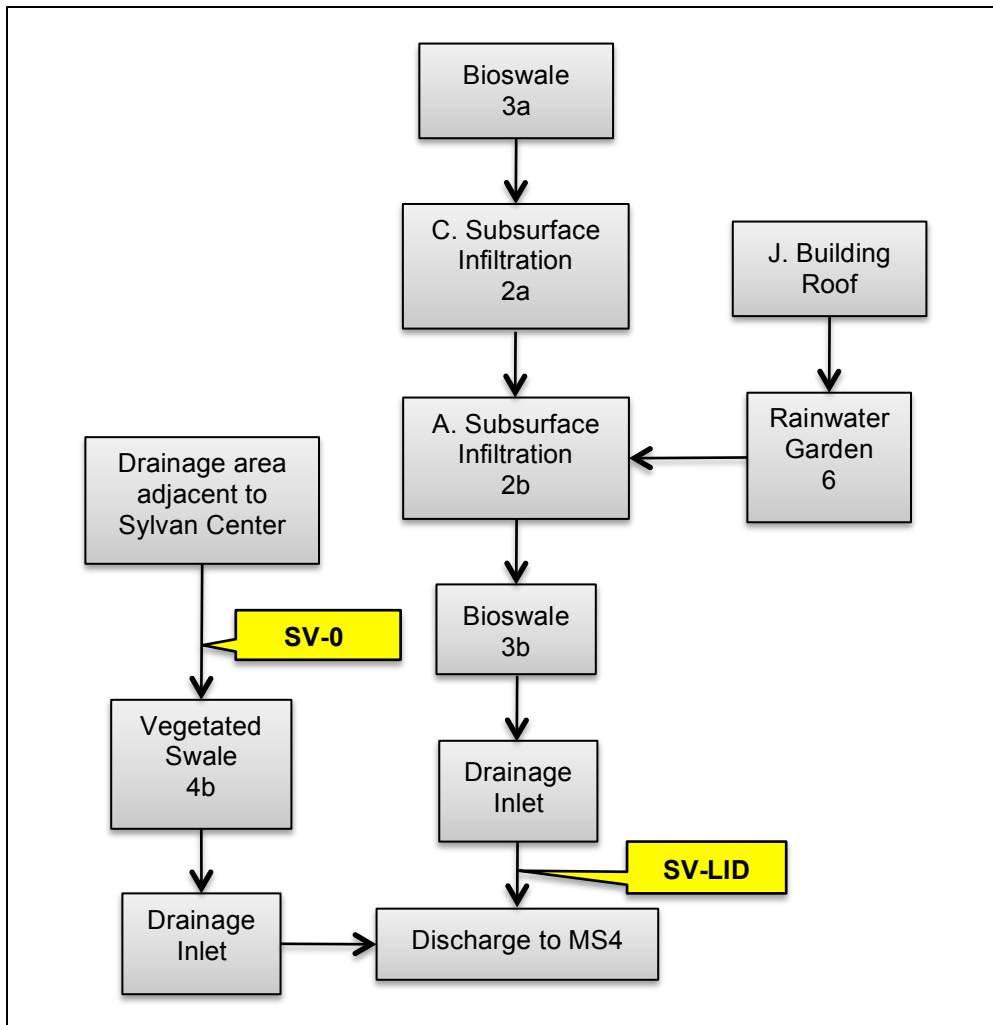 Bioswale
3a
C. Subsurface
Infiltration
2a
J. Building
Roof
A. Subsurface
Infiltration
2b
Rainwater
Garden
6
Drainage area
adjacent to
Sylvan Center
SV-0
Bioswale
3b
Vegetated
Swale
4b
Drainage
Inlet
SV-LID
Drainage
Inlet
Discharge to MS4